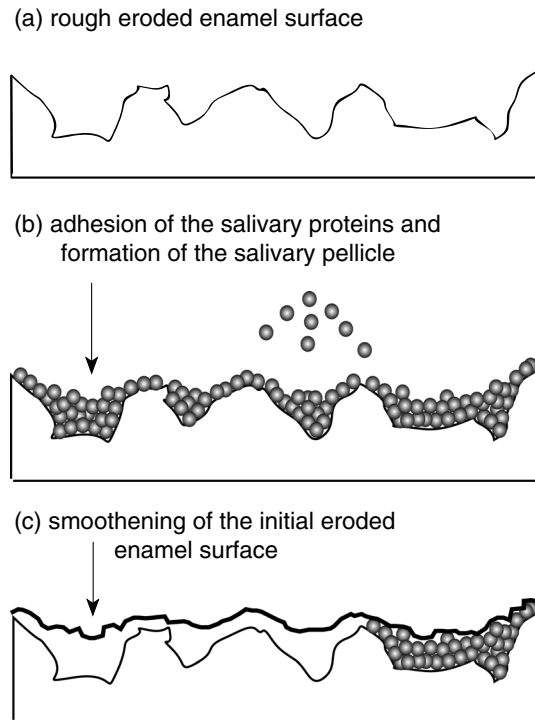 (a) rough eroded enamel surface
(b) adhesion of the salivary proteins and
formation of the salivary pellicle
(c) smoothening of the initial eroded
enamel surface